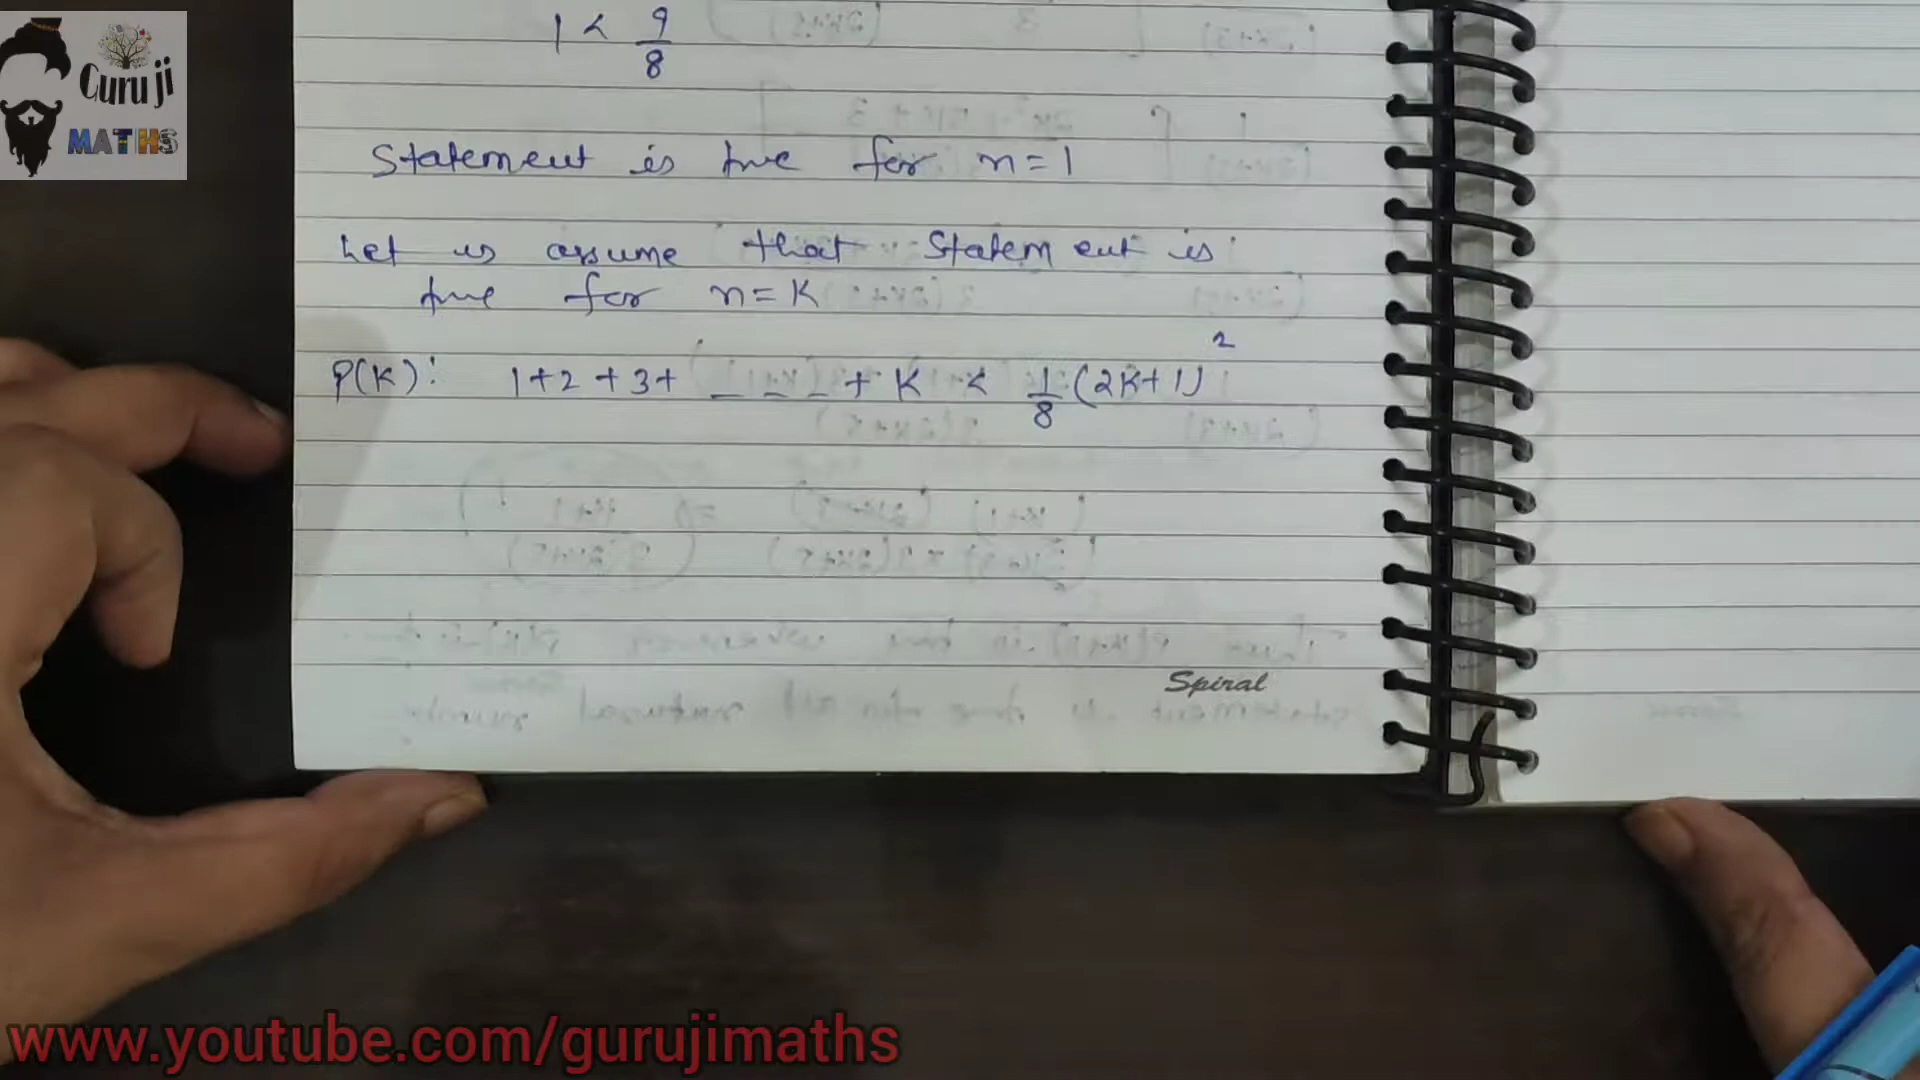 Guru ji
MATHS
1 < 9/8
Statement is true for n = 1
Let us assume that Statement is
true for n = K
P(K): 1 + 2 + 3 + _ _ _ + K < 1/8 (2K + 1)²
Spiral
www.youtube.com/gurujimaths